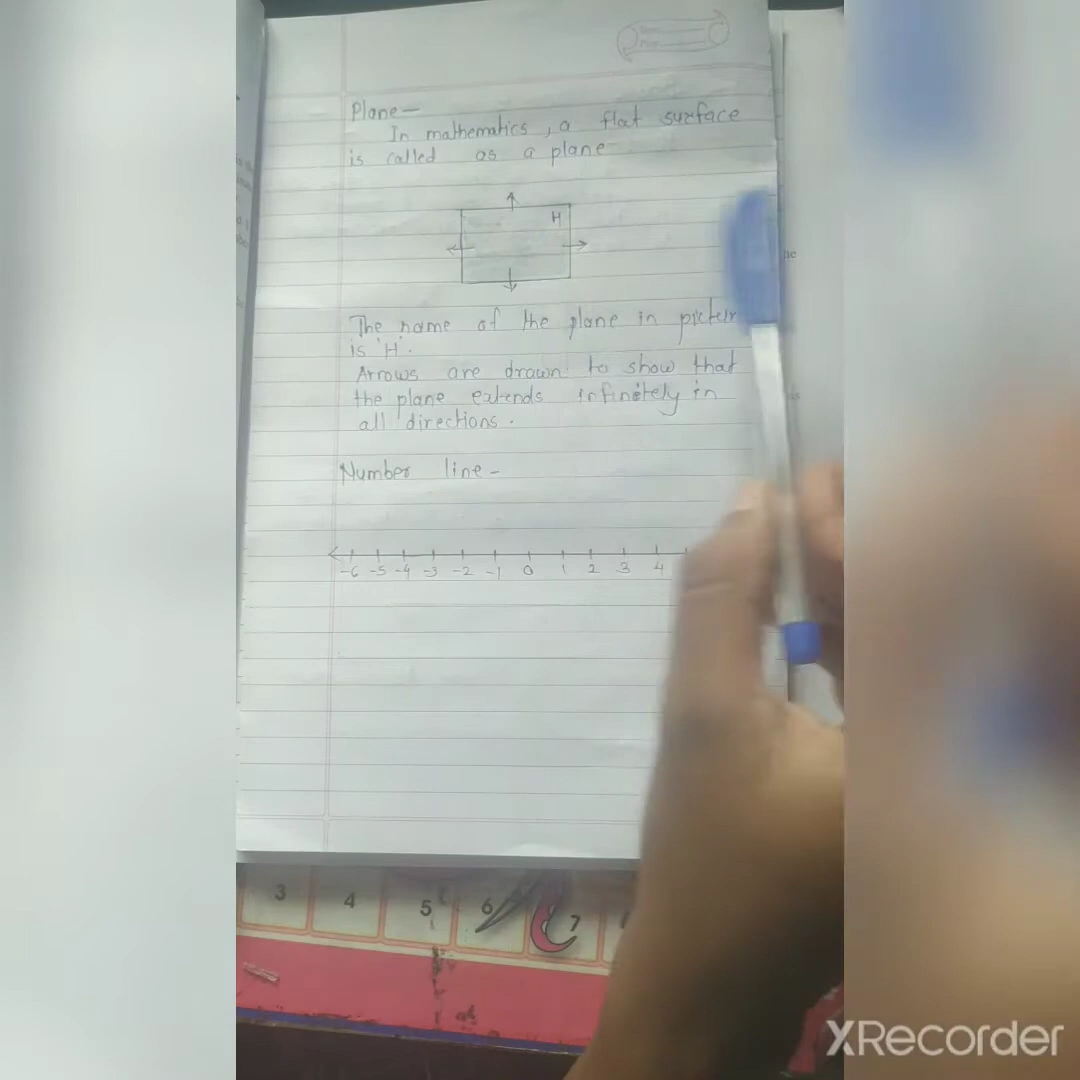 Plane —
In mathematics, a flat surface
is called as a plane
H
The name of the plane in
is 'H'.
Arrows are drawn to show that
the plane extends infinitely in
all directions.
Number line -
-6 -5 -4 -3 -2 -1 0 1 2 3 4
3 4 5 6 7
XRecorder